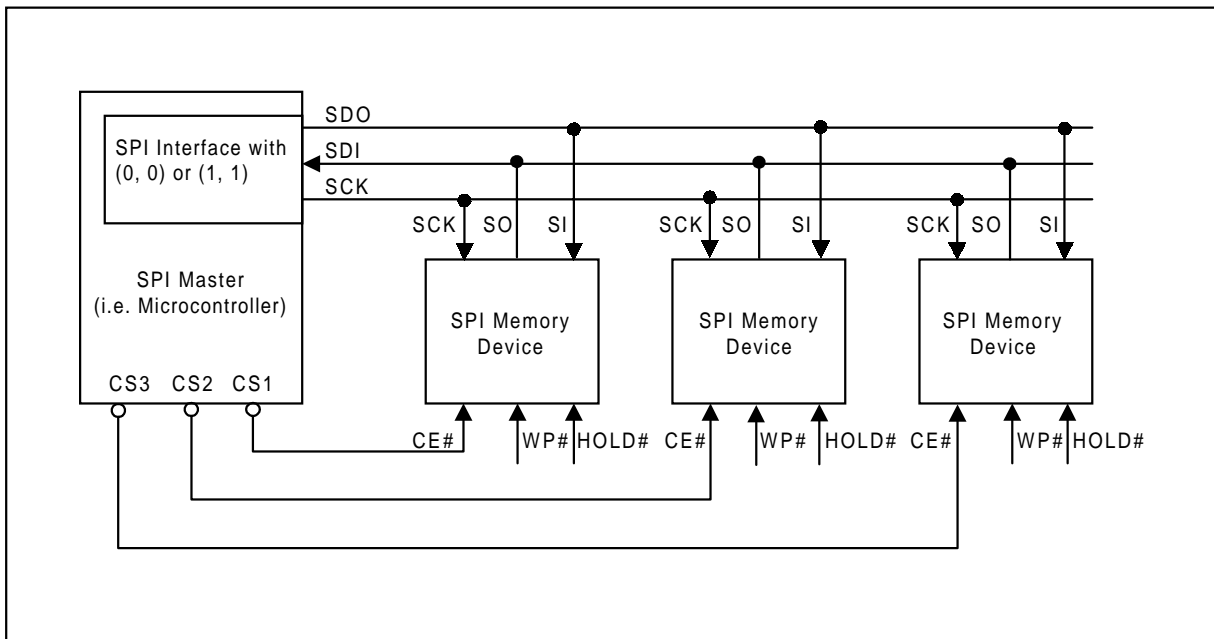 SDO
SPI Interface with
(0, 0) or (1, 1)
SDI
SCK
SCK SO SI
SCK SO SI
SCK SO SI
SPI Master
(i.e. Microcontroller)
SPI Memory
Device
SPI Memory
Device
SPI Memory
Device
CS3 CS2 CS1
CE# WP# HOLD#
CE# WP# HOLD#
CE# WP# HOLD#